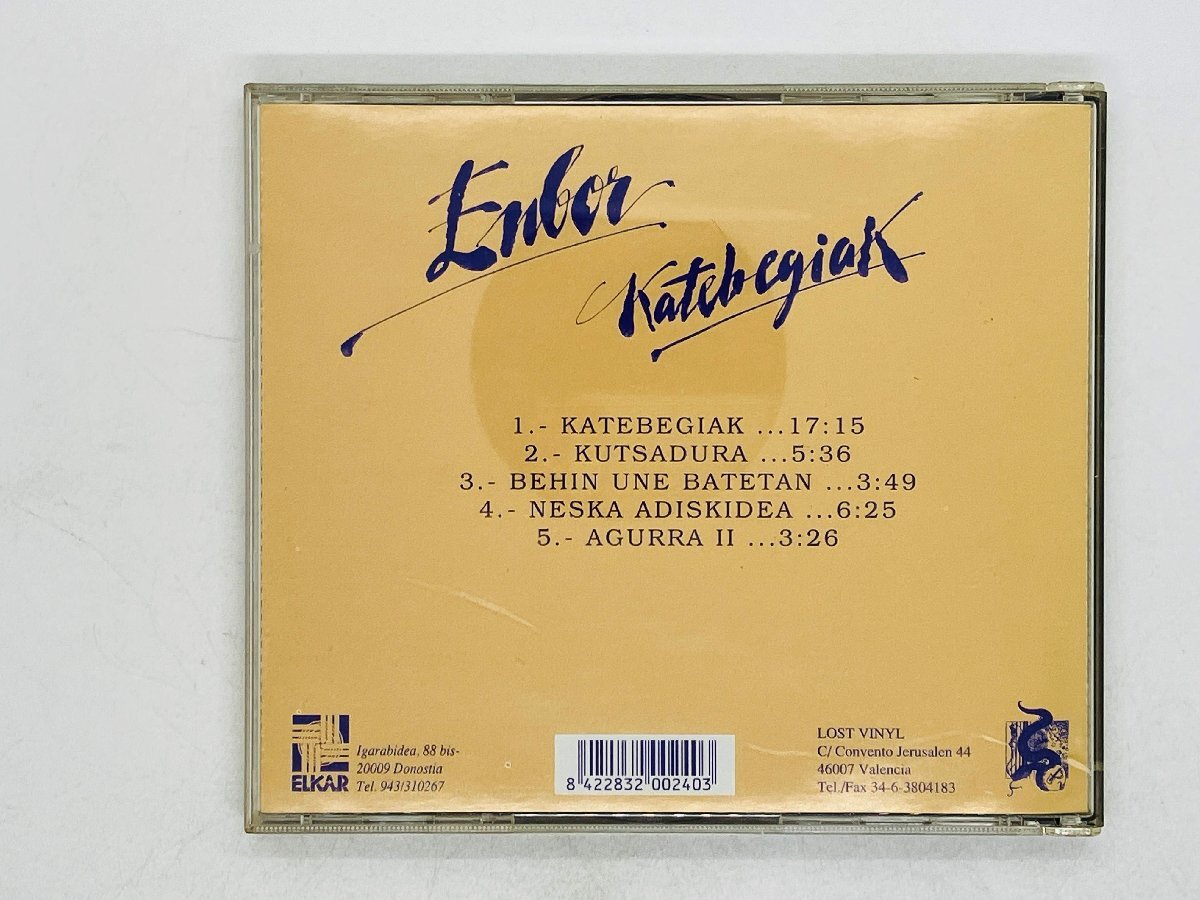 Enbor
Katebegiak
1.- KATEBEGIAK ...17:15
2.- KUTSADURA ...5:36
3.- BEHIN UNE BATETAN ...3:49
4.- NESKA ADISKIDEA ...6:25
5.- AGURRA II ...3:26
ELKAR
Igarabidea, 88 bis-
20009 Donostia
Tel. 943/310267
8 422832 002403
LOST VINYL
C/ Convento Jerusalen 44
46007 Valencia
Tel./Fax 34-6-3804183